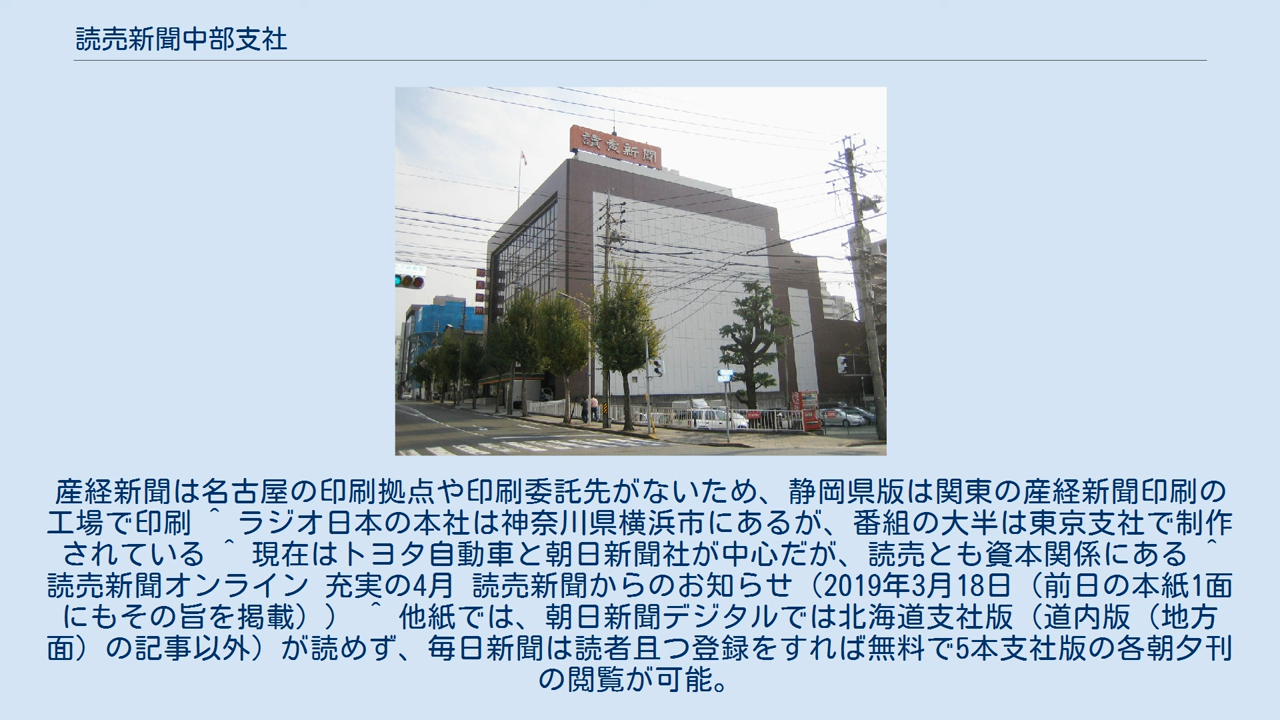 読売新聞中部支社
讀賣新聞
産経新聞は名古屋の印刷拠点や印刷委託先がないため、静岡県版は関東の産経新聞印刷の
工場で印刷 ^ ラジオ日本の本社は神奈川県横浜市にあるが、番組の大半は東京支社で制作
されている ^ 現在はトヨタ自動車と朝日新聞社が中心だが、読売とも資本関係にある ^
読売新聞オンライン 充実の4月 読売新聞からのお知らせ（2019年3月18日（前日の本紙1面
にもその旨を掲載）） ^ 他紙では、朝日新聞デジタルでは北海道支社版（道内版（地方
面）の記事以外）が読めず、毎日新聞は読者且つ登録をすれば無料で5本支社版の各朝夕刊
の閲覧が可能。